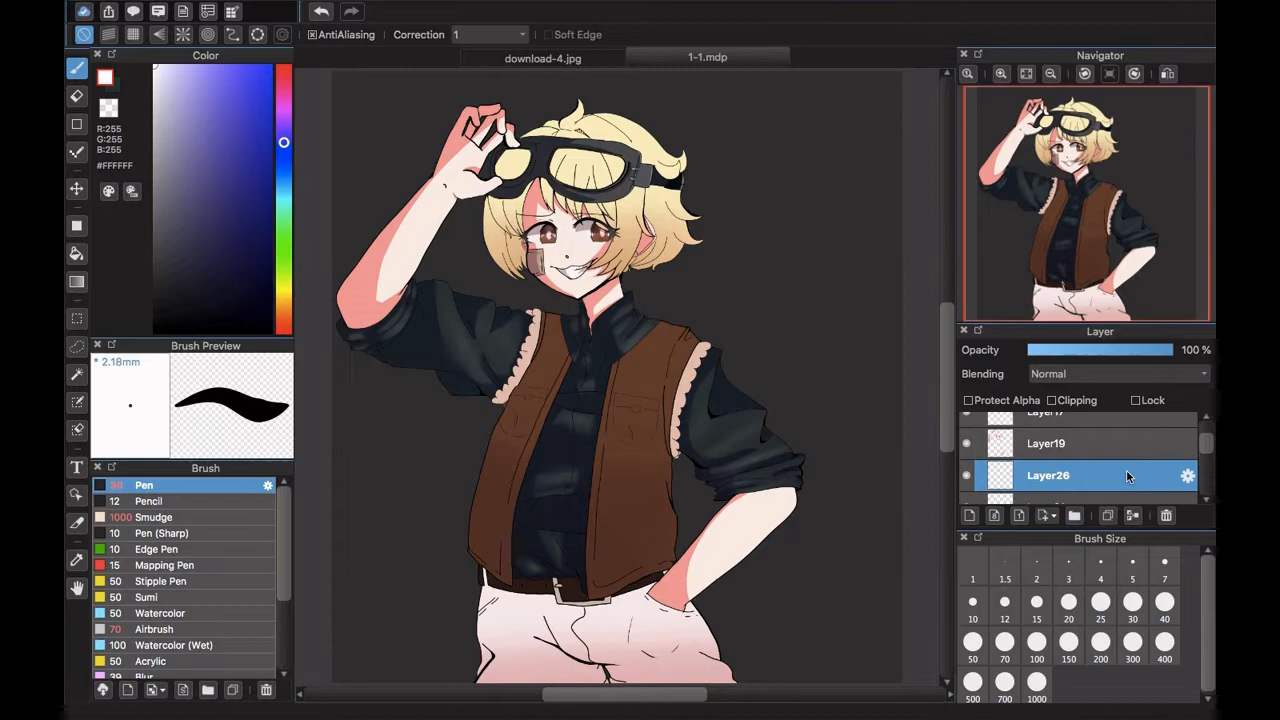 AntiAliasing Correction 1 Soft Edge
Color
download-4.jpg 1-1.mdp
Navigator
R:255
G:255
B:255
#FFFFFF
Brush Preview
* 2.18mm
Layer
Opacity 100 %
Blending Normal
Protect Alpha Clipping Lock
Layer17
Layer19
Layer26
Brush
Pen
12 Pencil
1000 Smudge
10 Pen (Sharp)
10 Edge Pen
15 Mapping Pen
50 Stipple Pen
50 Sumi
50 Watercolor
70 Airbrush
100 Watercolor (Wet)
50 Acrylic
39 Blur
Brush Size
1 1.5 2 3 4 5 7
10 12 15 20 25 30 40
50 70 100 150 200 300 400
500 700 1000